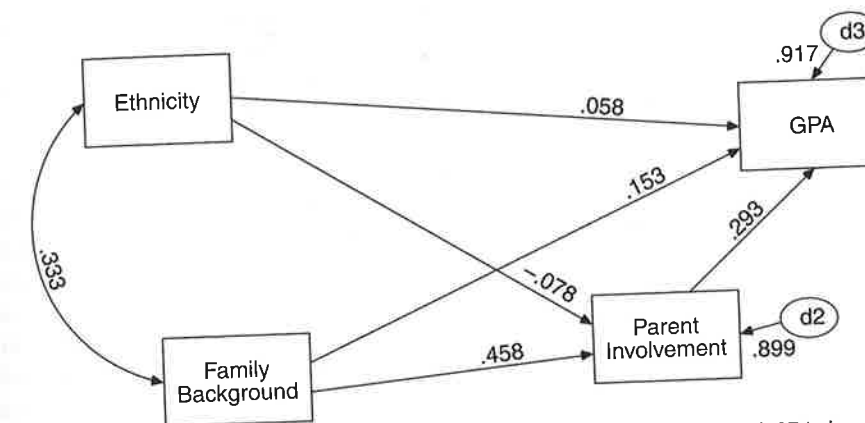 d3
.917
Ethnicity
.058
GPA
.153
.293
.333
−.078
Parent
Involvement
d2
.899
.458
Family
Background